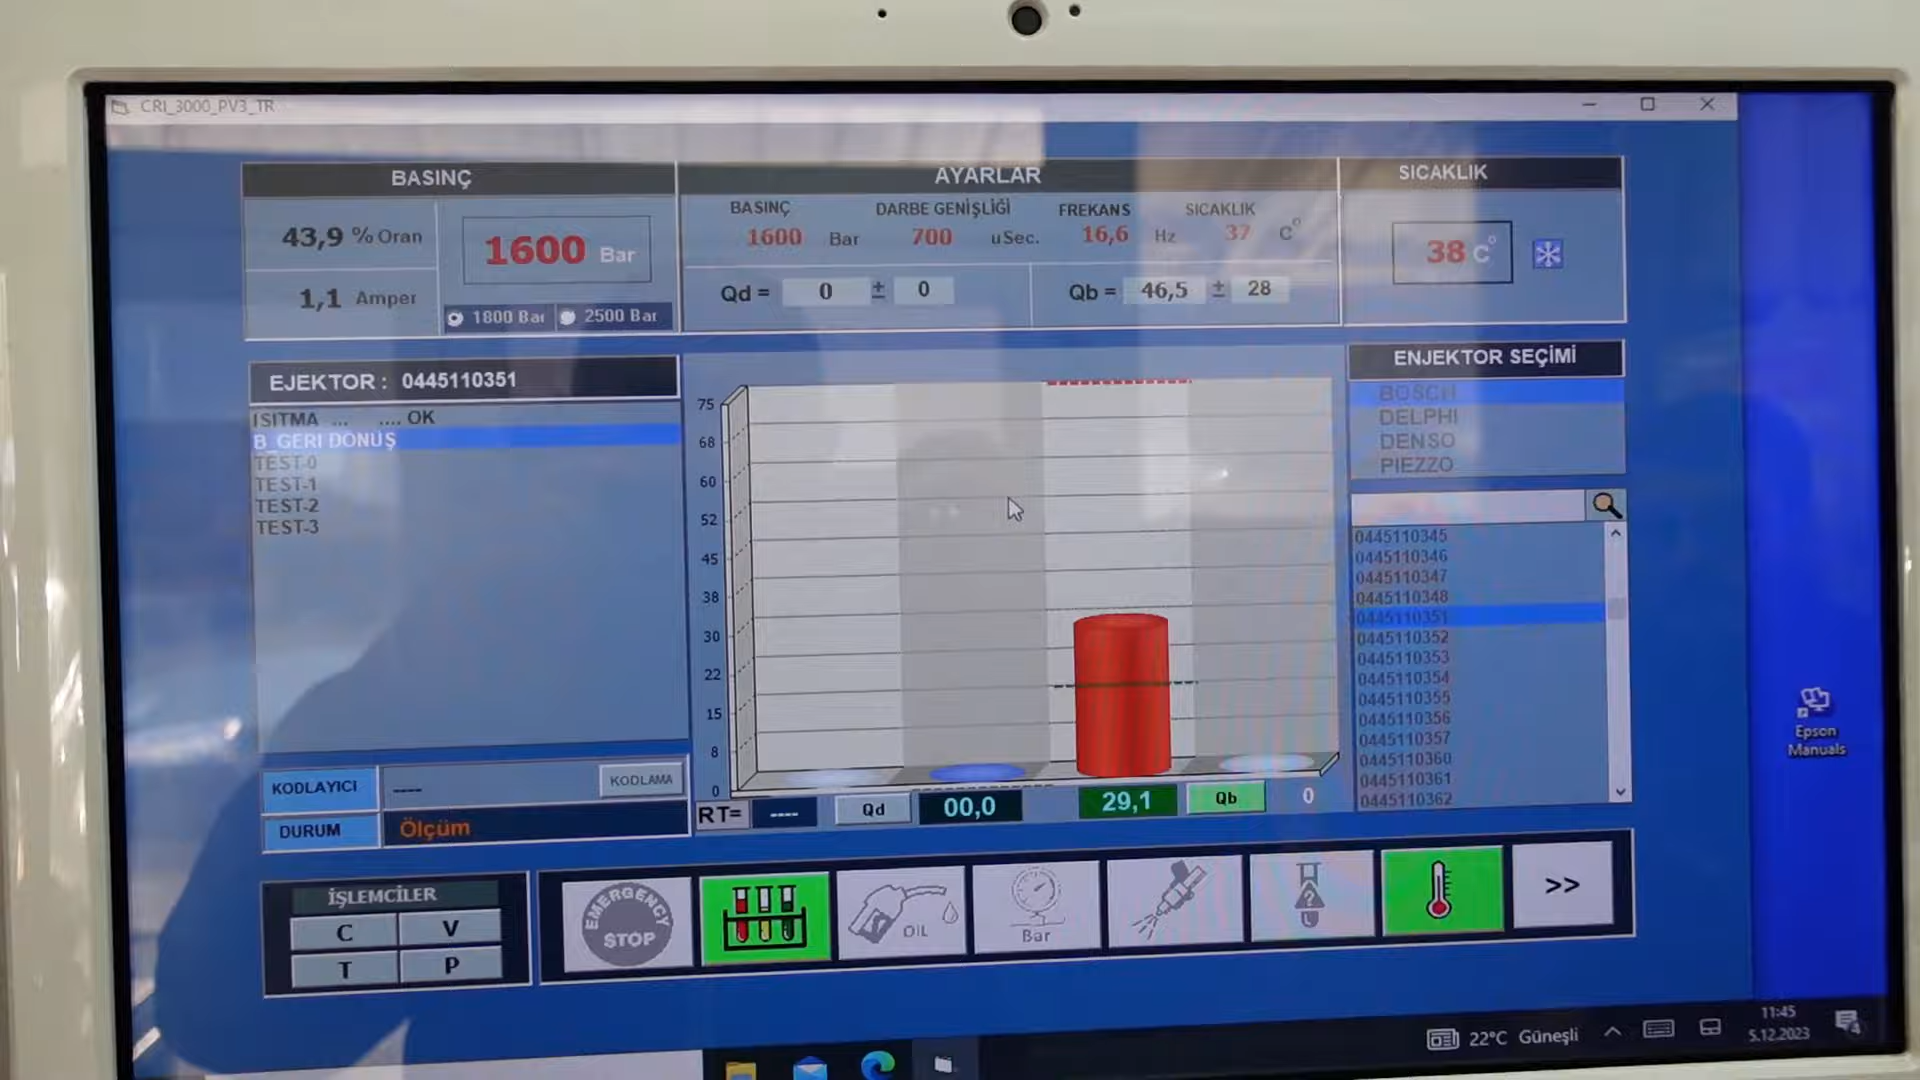 CRI_3000_PV3_TR
BASINÇ
43,9 % Oran
1600 Bar
1,1 Amper
1800 Bar 2500 Bar
AYARLAR
BASINÇ DARBE GENİŞLİĞİ FREKANS SICAKLIK
1600 Bar 700 uSec. 16,6 Hz 37 C°
Qd = 0 ± 0 Qb = 46,5 ± 28
SICAKLIK
38 C°
EJEKTOR : 0445110351
ISITMA ... .... OK
B_GERI DÖNÜŞ
TEST-0
TEST-1
TEST-2
TEST-3
75
68
60
52
45
38
30
22
15
8
0
ENJEKTOR SEÇİMİ
BOSCH
DELPHI
DENSO
PIEZZO
0445110345
0445110346
0445110347
0445110348
0445110351
0445110352
0445110353
0445110354
0445110355
0445110356
0445110357
0445110360
0445110361
0445110362
KODLAYICI ---- KODLAMA
DURUM Ölçüm
RT= ---- Qd 00,0 29,1 Qb 0
İŞLEMCİLER
C V
T P
EMERGENCY
STOP
OIL
Bar
?
>>
Epson
Manuals
22°C Güneşli
11:45
5.12.2023
4